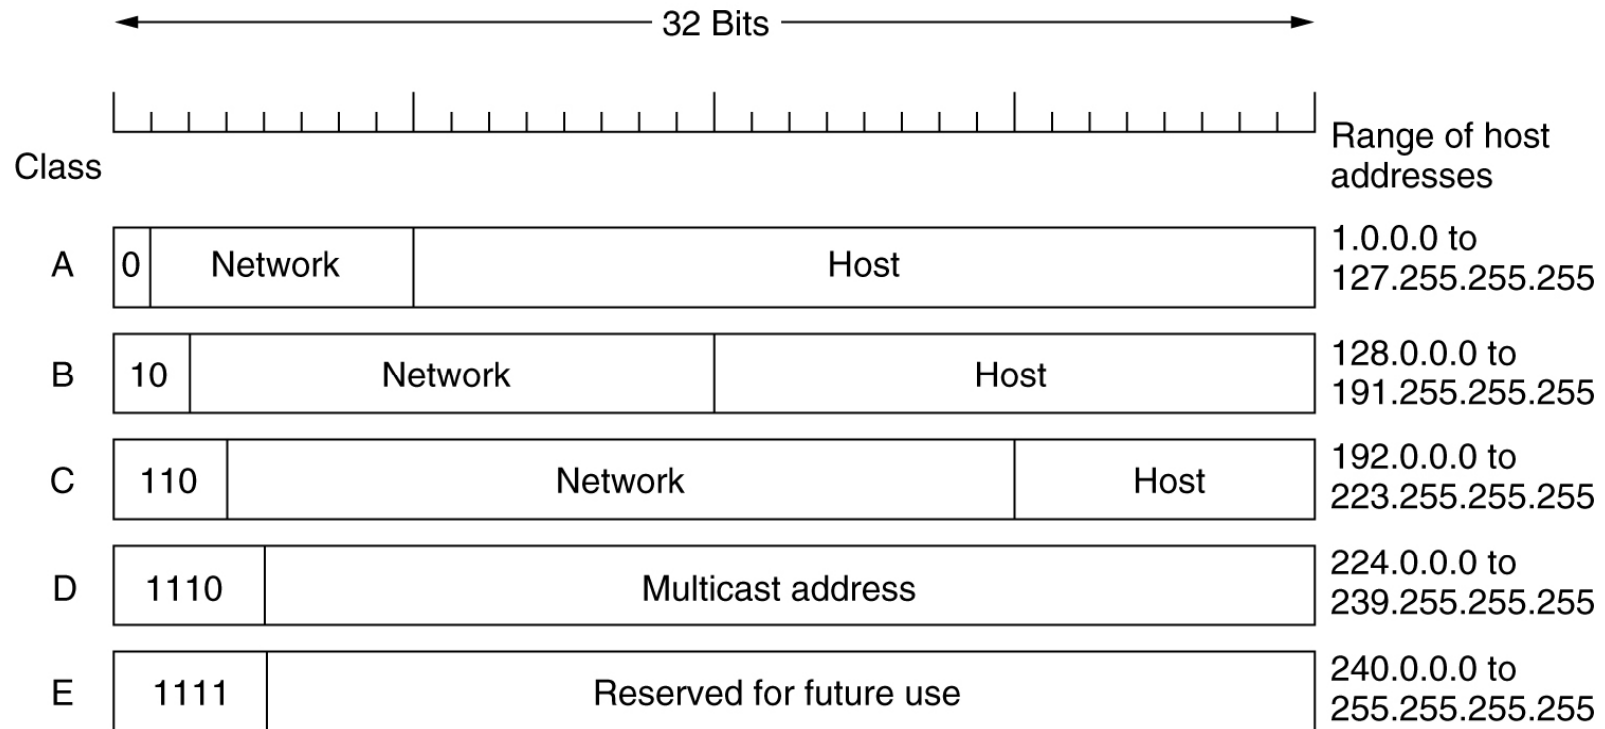 32 Bits
Range of host
addresses
Class
A
0
Network
Host
1.0.0.0 to
127.255.255.255
B
10
Network
Host
128.0.0.0 to
191.255.255.255
C
110
Network
Host
192.0.0.0 to
223.255.255.255
D
1110
Multicast address
224.0.0.0 to
239.255.255.255
E
1111
Reserved for future use
240.0.0.0 to
255.255.255.255